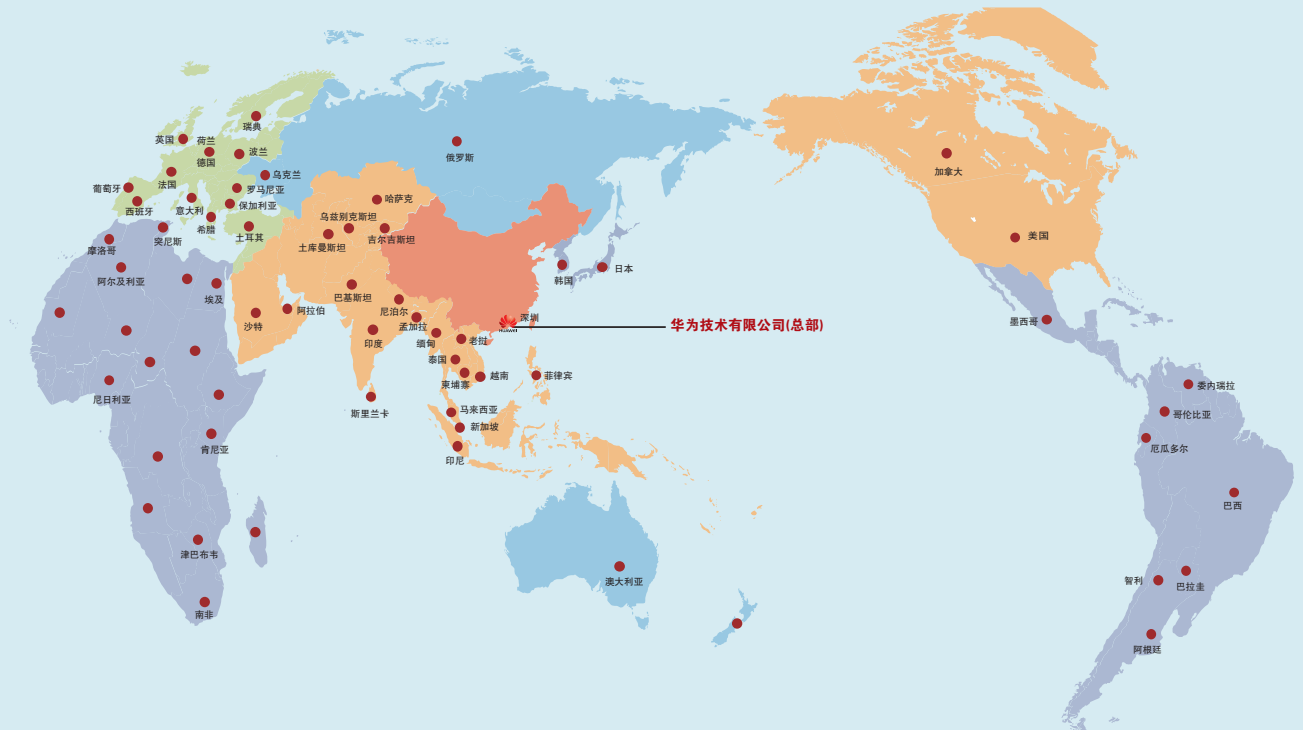 瑞典
英国
荷兰
德国
波兰
法国
乌克兰
葡萄牙
罗马尼亚
西班牙
意大利
保加利亚
希腊
土耳其
俄罗斯
哈萨克
乌兹别克斯坦
土库曼斯坦
吉尔吉斯坦
突尼斯
摩洛哥
阿尔及利亚
埃及
沙特
阿拉伯
巴基斯坦
尼泊尔
孟加拉
印度
缅甸
老挝
泰国
柬埔寨
越南
菲律宾
斯里兰卡
马来西亚
新加坡
印尼
韩国
日本
深圳
HUAWEI
华为技术有限公司(总部)
尼日利亚
肯尼亚
津巴布韦
南非
澳大利亚
加拿大
美国
墨西哥
委内瑞拉
哥伦比亚
厄瓜多尔
巴西
智利
巴拉圭
阿根廷